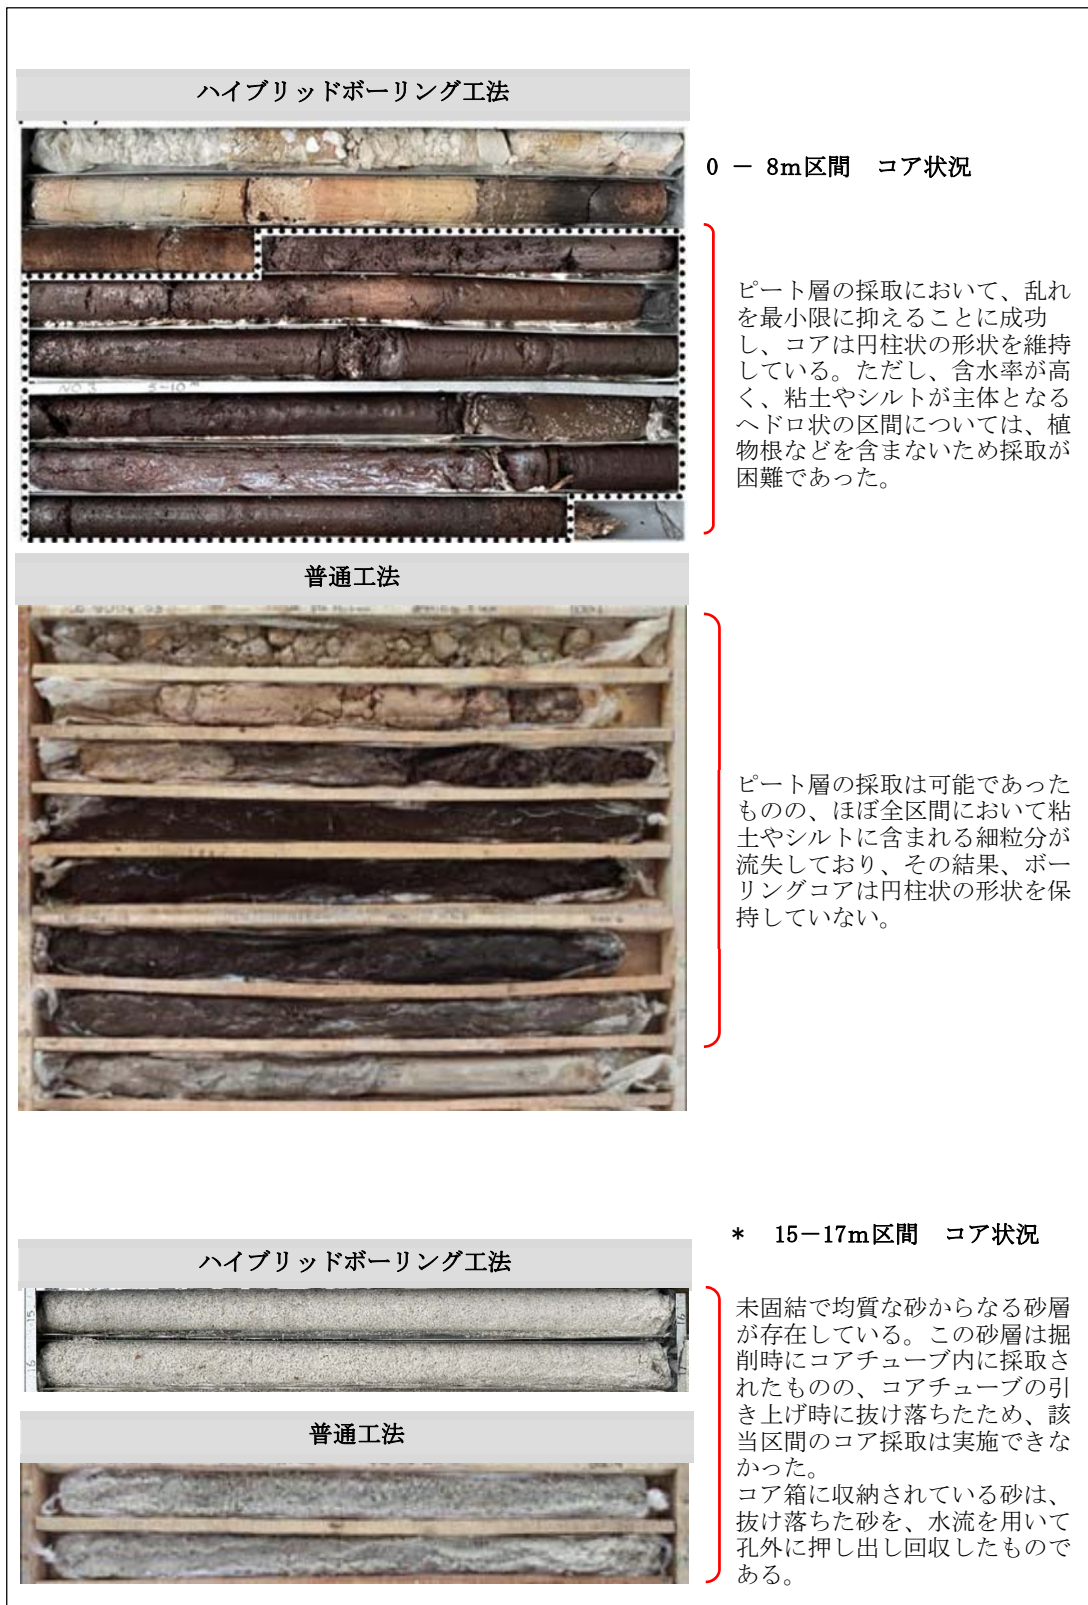 ハイブリッドボーリング工法
0 － 8m区間　コア状況
ピート層の採取において、乱れ
を最小限に抑えることに成功
し、コアは円柱状の形状を維持
している。ただし、含水率が高
く、粘土やシルトが主体となる
ヘドロ状の区間については、植
物根などを含まないため採取が
困難であった。
NO 3 5-10m
普通工法
ピート層の採取は可能であった
ものの、ほぼ全区間において粘
土やシルトに含まれる細粒分が
流失しており、その結果、ボー
リングコアは円柱状の形状を保
持していない。
* 15－17m区間　コア状況
ハイブリッドボーリング工法
15
16
16
未固結で均質な砂からなる砂層
が存在している。この砂層は掘
削時にコアチューブ内に採取さ
れたものの、コアチューブの引
き上げ時に抜け落ちたため、該
当区間のコア採取は実施できな
かった。
コア箱に収納されている砂は、
抜け落ちた砂を、水流を用いて
孔外に押し出し回収したもので
ある。
普通工法